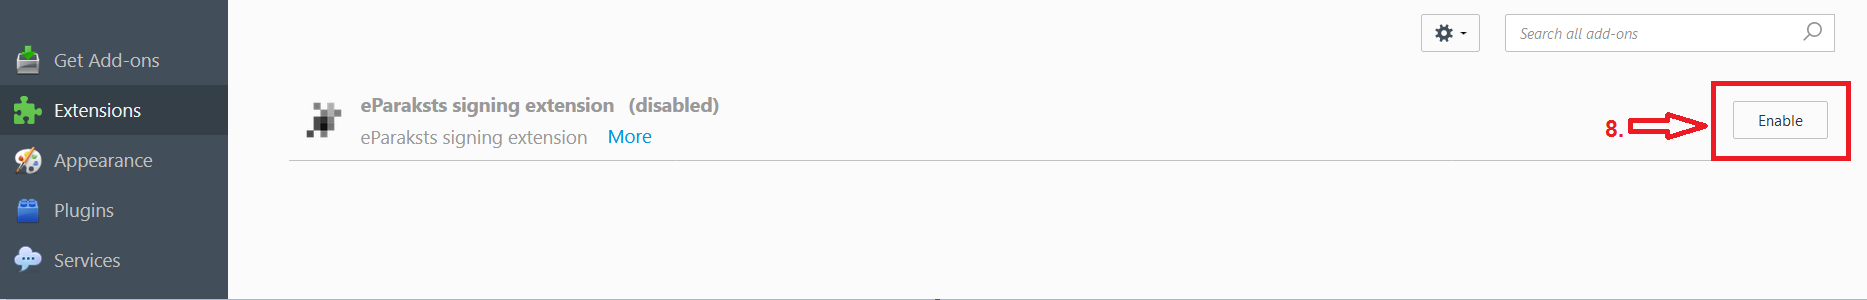 Get Add-ons
Extensions
Appearance
Plugins
Services
Search all add-ons
eParaksts signing extension (disabled)
eParaksts signing extension More
8.
Enable